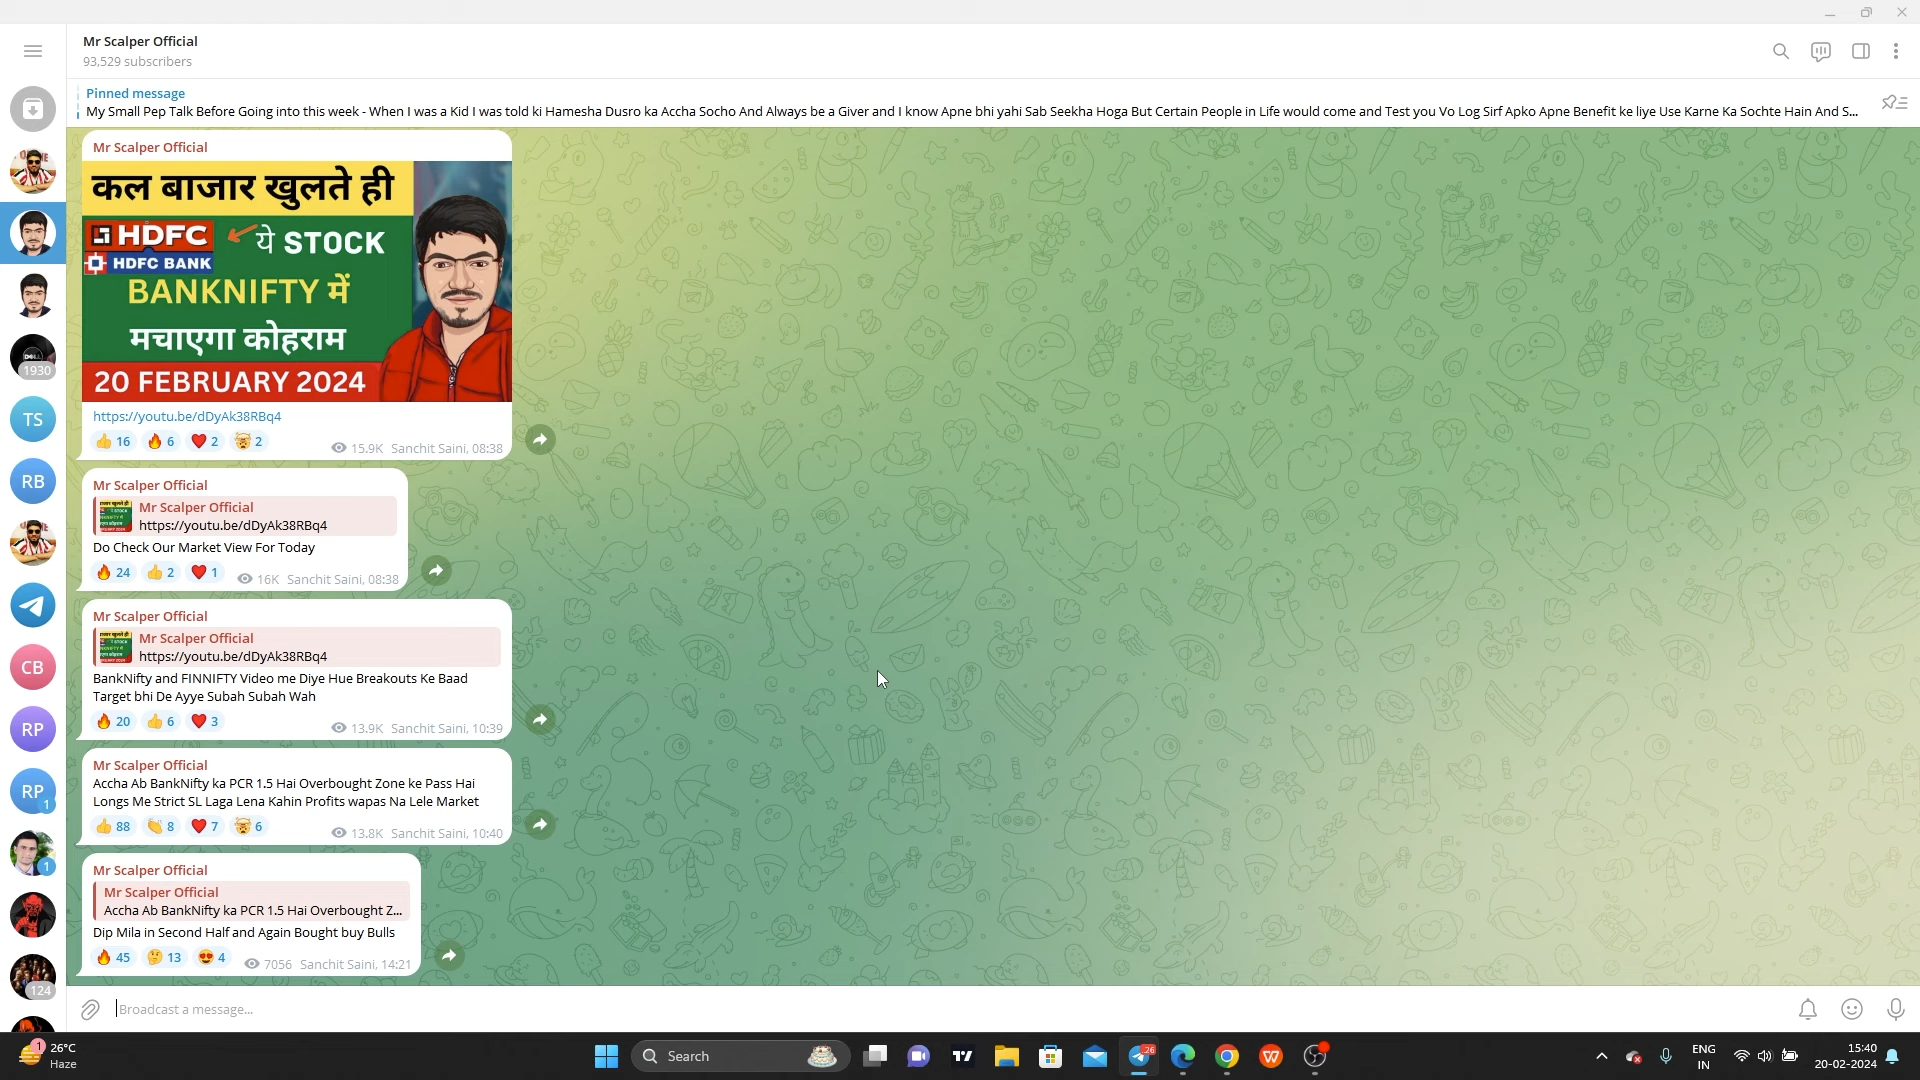 Mr Scalper Official
93,529 subscribers
Pinned message
My Small Pep Talk Before Going into this week - When I was a Kid I was told ki Hamesha Dusro ka Accha Socho And Always be a Giver and I know Apne bhi yahi Sab Seekha Hoga But Certain People in Life would come and Test you Vo Log Sirf Apko Apne Benefit ke liye Use Karne Ka Sochte Hain And S...
Mr Scalper Official
कल बाजार खुलते ही
HDFC ये STOCK
HDFC BANK
BANKNIFTY में
मचाएगा कोहराम
20 FEBRUARY 2024
https://youtu.be/dDyAk38RBq4
16 6 2 2 15.9K Sanchit Saini, 08:38
Mr Scalper Official
Mr Scalper Official
https://youtu.be/dDyAk38RBq4
Do Check Our Market View For Today
24 2 1 16K Sanchit Saini, 08:38
Mr Scalper Official
Mr Scalper Official
https://youtu.be/dDyAk38RBq4
BankNifty and FINNIFTY Video me Diye Hue Breakouts Ke Baad
Target bhi De Ayye Subah Subah Wah
20 6 3 13.9K Sanchit Saini, 10:39
Mr Scalper Official
Accha Ab BankNifty ka PCR 1.5 Hai Overbought Zone ke Pass Hai
Longs Me Strict SL Laga Lena Kahin Profits wapas Na Lele Market
88 8 7 6 13.8K Sanchit Saini, 10:40
Mr Scalper Official
Mr Scalper Official
Accha Ab BankNifty ka PCR 1.5 Hai Overbought Z...
Dip Mila in Second Half and Again Bought buy Bulls
45 13 4 7056 Sanchit Saini, 14:21
Broadcast a message...
DELL
1930
TS
RB
CB
RP
RP
1
1
124
1
26°C
Haze
Search
26
ENG
IN
15:40
20-02-2024